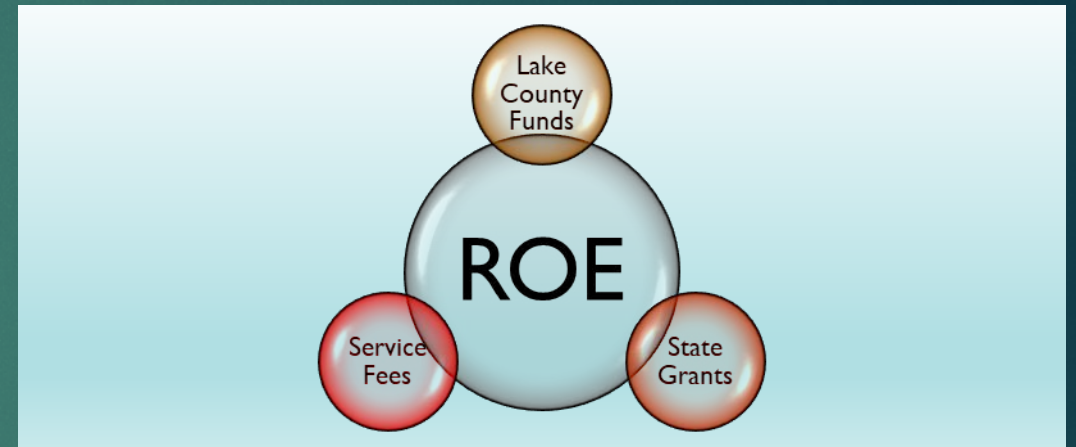 Lake
County
Funds
ROE
Service
Fees
State
Grants